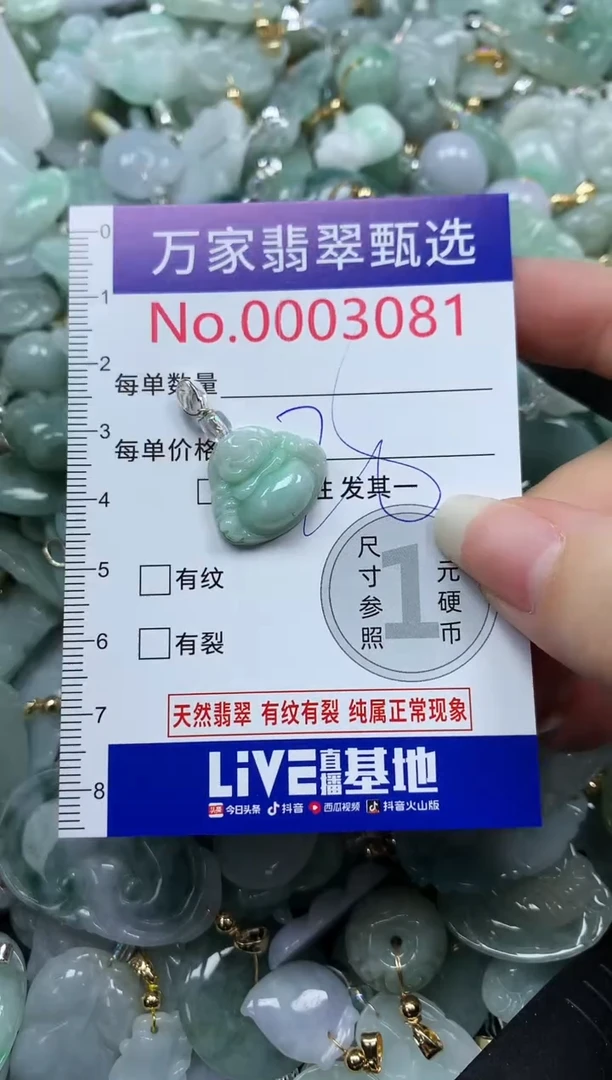 万家翡翠甄选
No.0003081
每单数量
每单价格
发其一
有纹
有裂
尺寸参照
1
元硬币
天然翡翠 有纹有裂 纯属正常现象
LIVE直播基地
头条 今日头条 抖音 西瓜视频 抖音火山版
0
1
2
3
4
5
6
7
8